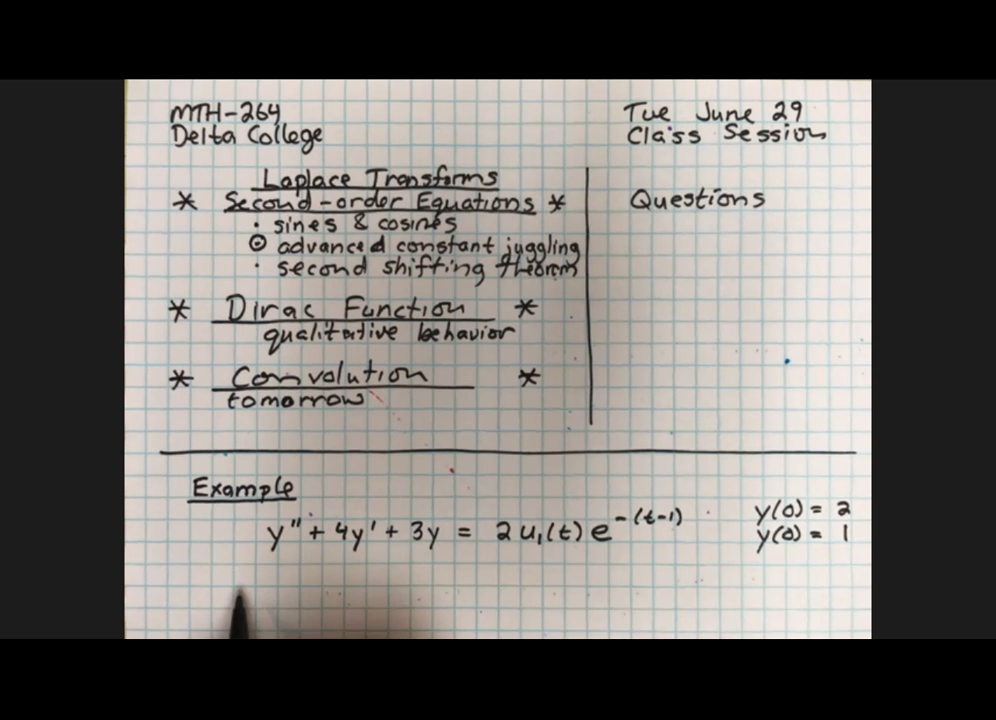 MTH-264
Delta College
Tue June 29
Class Session
Laplace Transforms
* Second-order Equations *
· sines & cosines
⊙ advanced constant juggling
· second shifting theorem
* Dirac Function *
qualitative behavior
* Convolution *
tomorrow
Questions
Example
y" + 4y' + 3y = 2u₁(t)e^-(t-1)
y(0) = 2
y(0) = 1